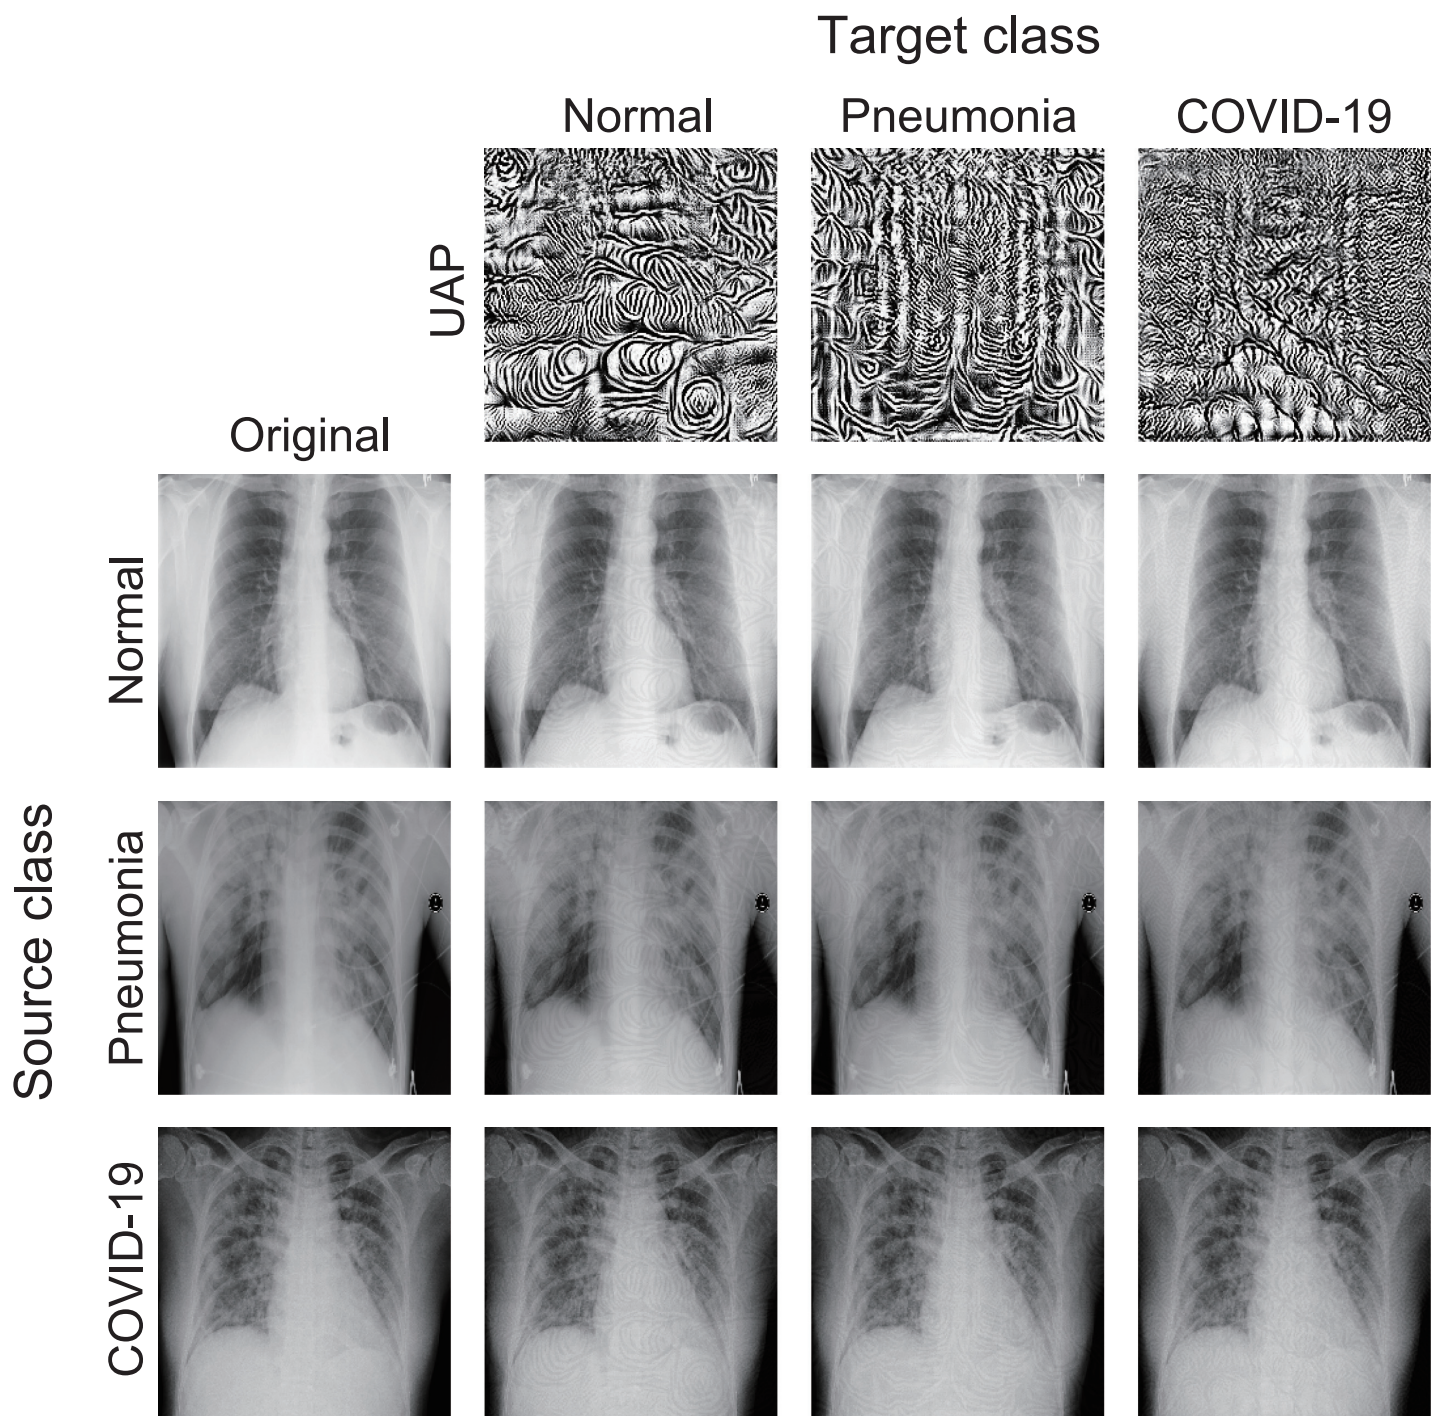 Target class
Normal
Pneumonia
COVID-19
UAP
Original
Source class
Normal
Pneumonia
COVID-19